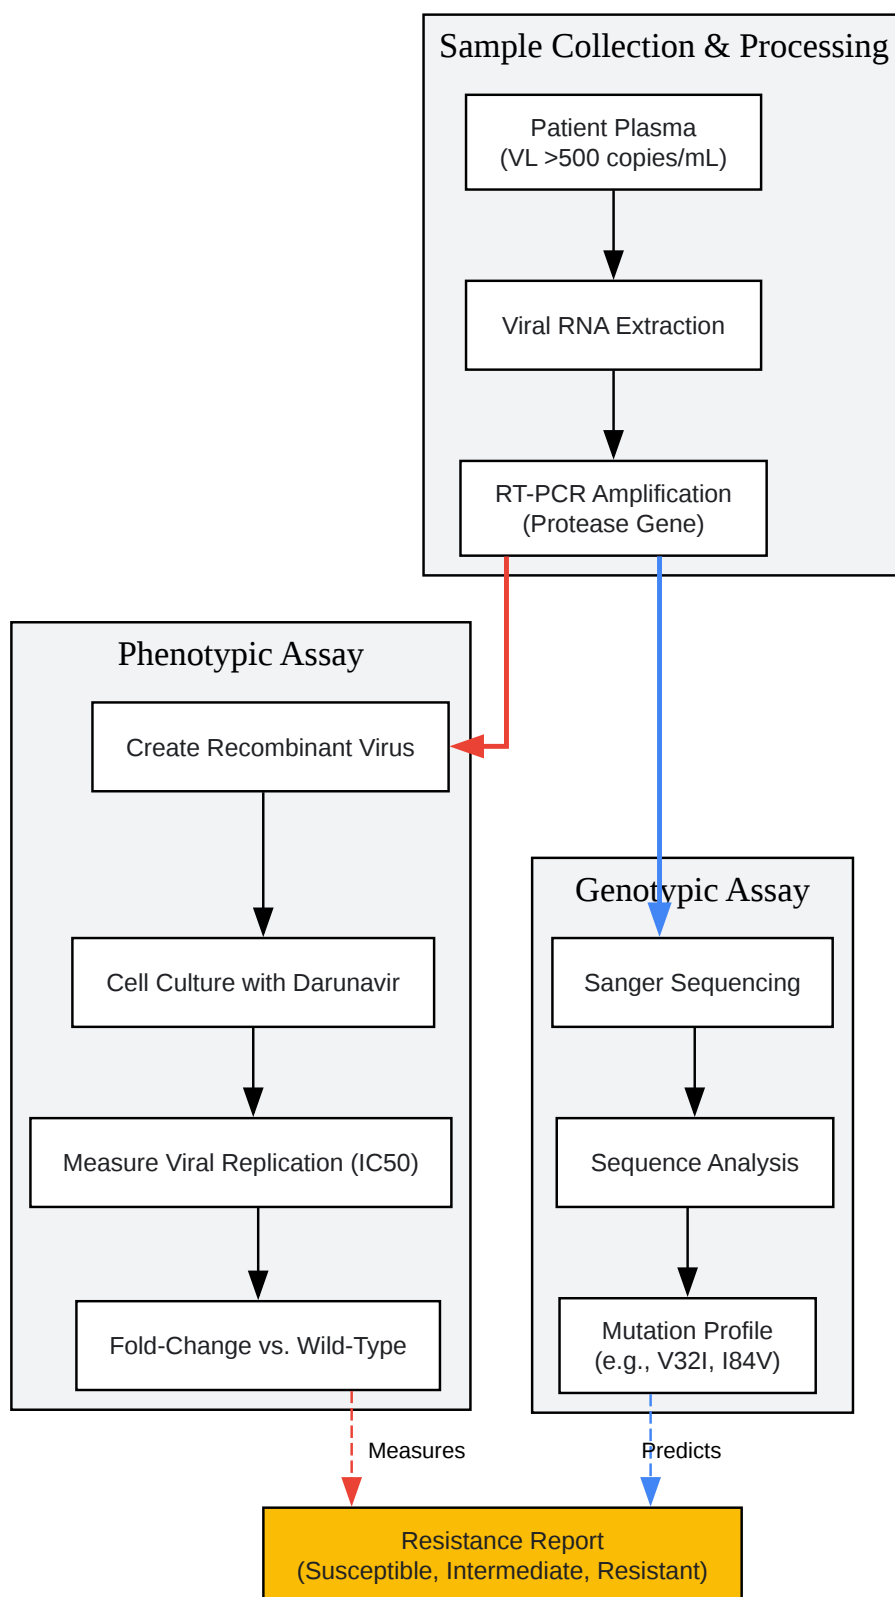 Sample Collection & Processing
Patient Plasma
(VL >500 copies/mL)
Viral RNA Extraction
RT-PCR Amplification
(Protease Gene)
Phenotypic Assay
Create Recombinant Virus
Cell Culture with Darunavir
Measure Viral Replication (IC50)
Fold-Change vs. Wild-Type
Genotypic Assay
Sanger Sequencing
Sequence Analysis
Mutation Profile
(e.g., V32I, I84V)
Measures
Predicts
Resistance Report
(Susceptible, Intermediate, Resistant)